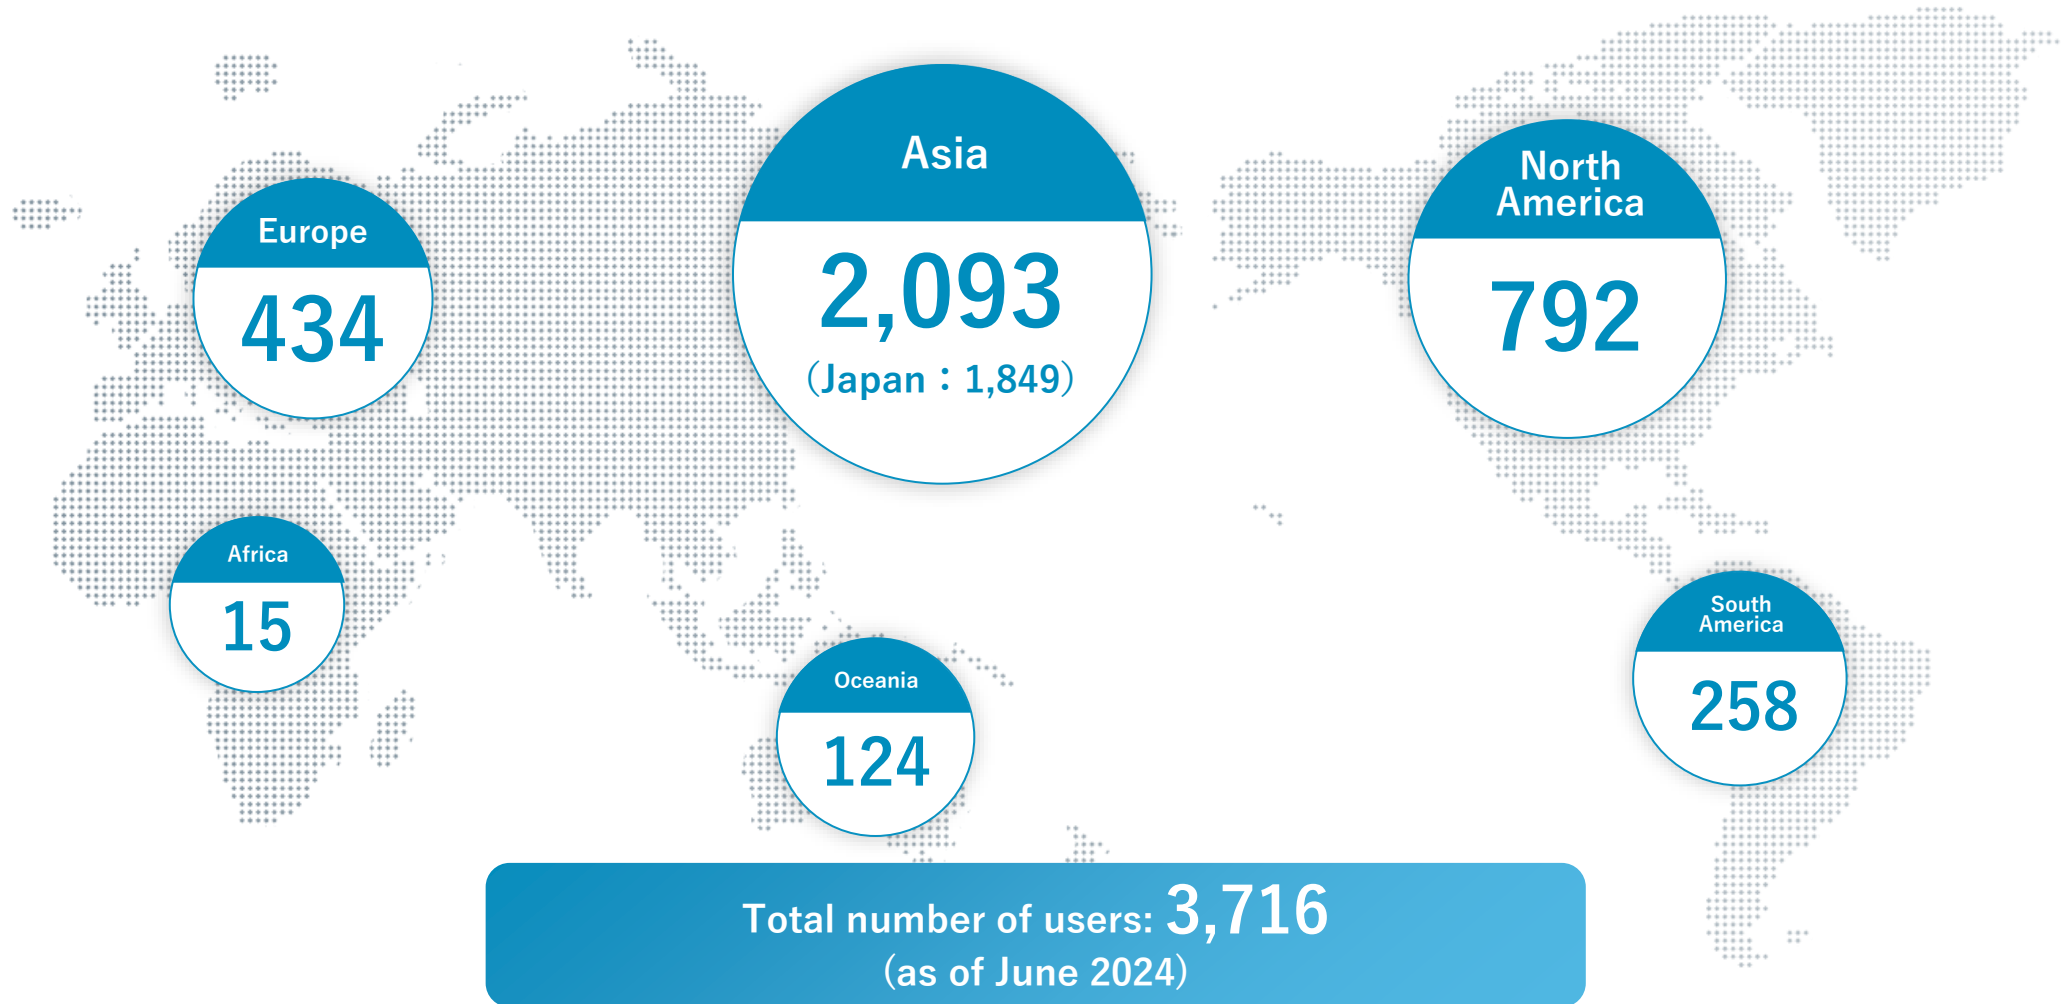 Asia
2,093
（Japan：1,849）
North
America
792
Europe
434
Africa
15
Oceania
124
South
America
258
Total number of users: 3,716
(as of June 2024)